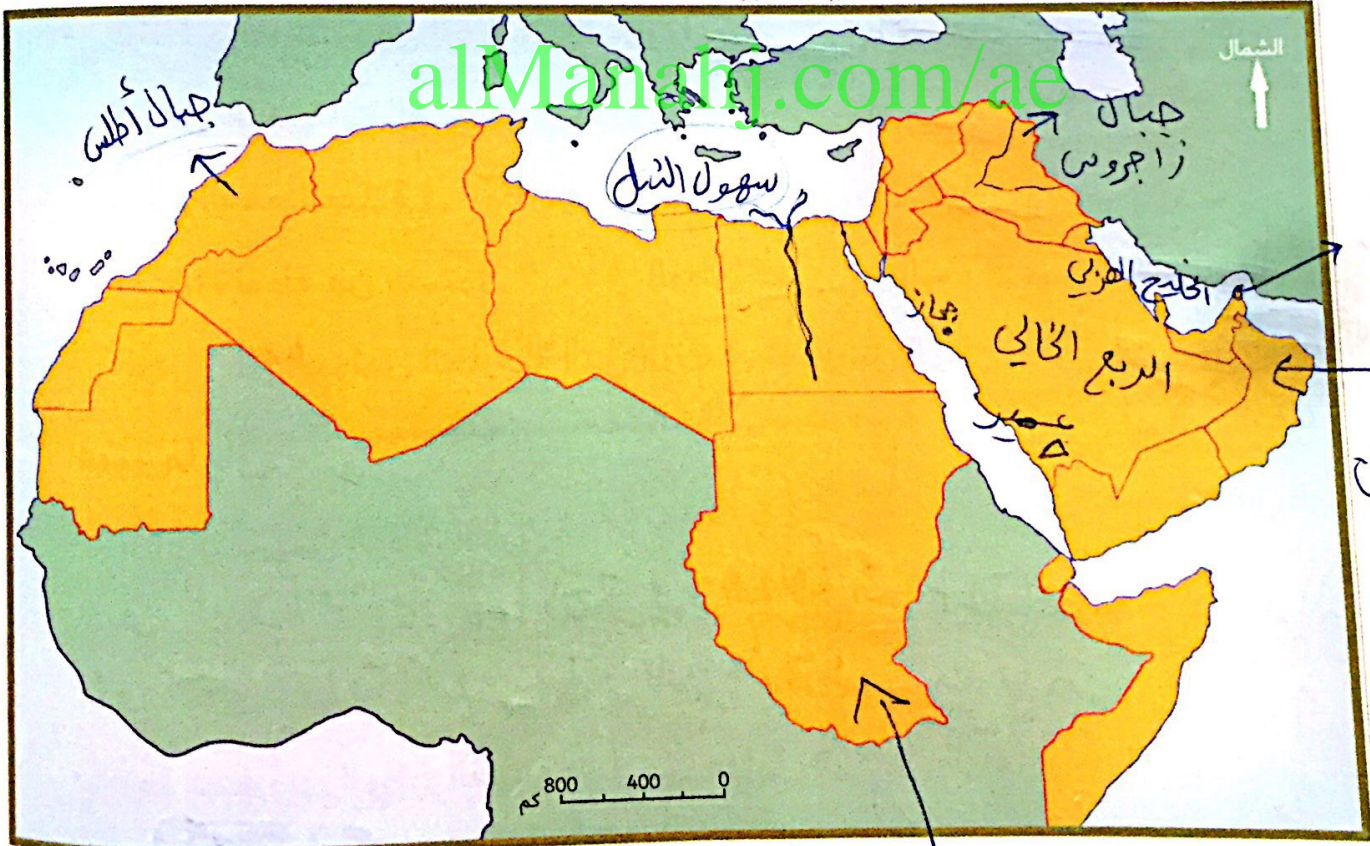 alManahj.com/ae
الشمال
جبال أطلس
جبال
زاجروس
سهول النيل
الخليج العربي
حجاز
الربع الخالي
عسير
800 400 0
كم